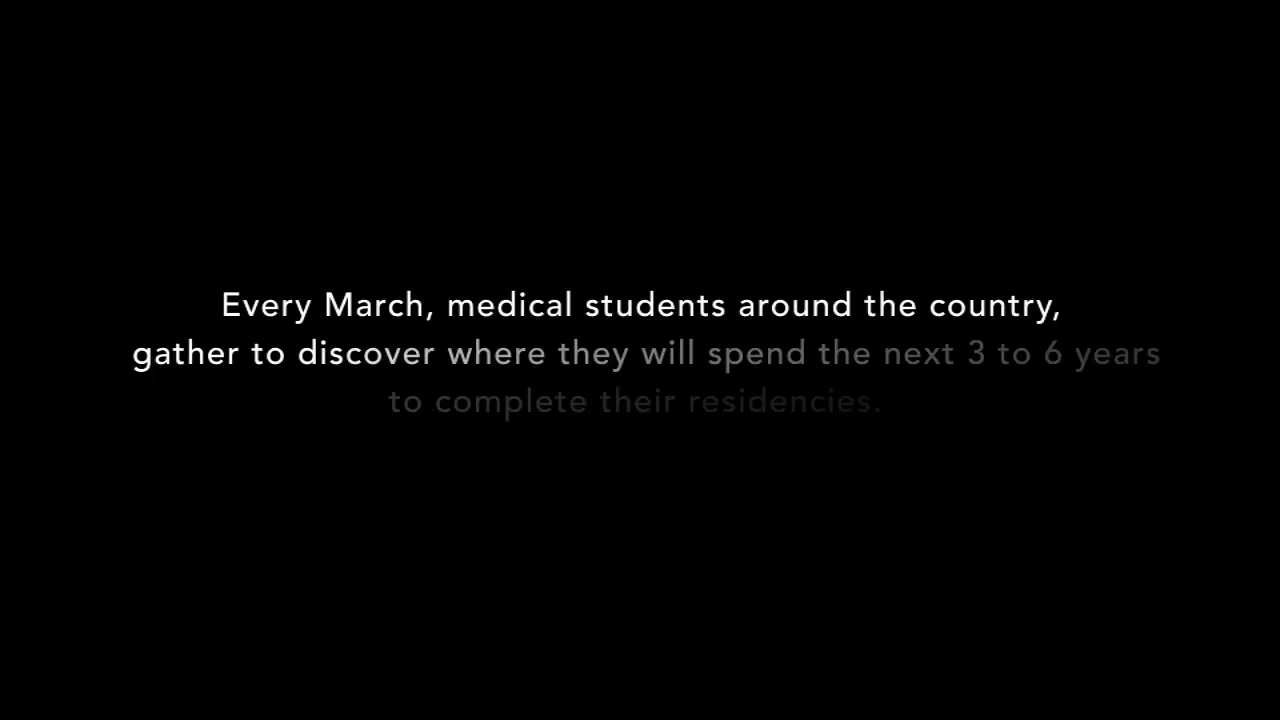 Every March, medical students around the country,
gather to discover where they will spend the next 3 to 6 years
to complete their residencies.